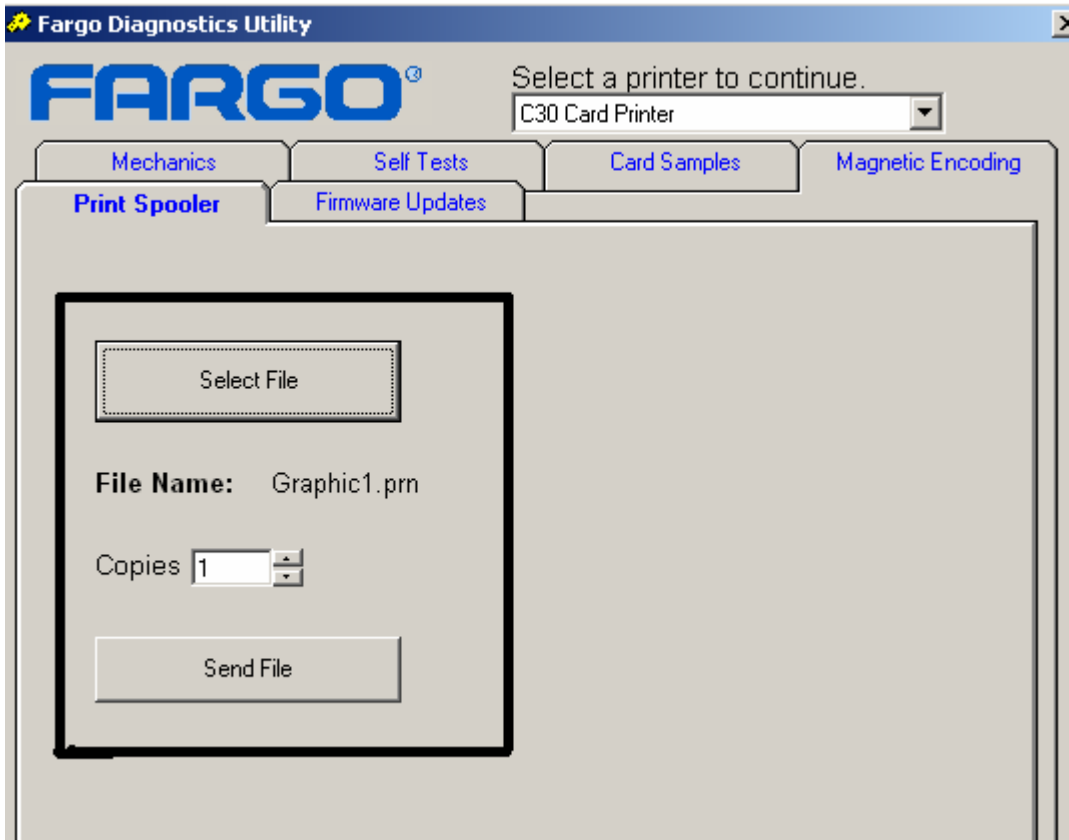 Fargo Diagnostics Utility
FARGO®
Select a printer to continue.
C30 Card Printer
Mechanics Self Tests Card Samples Magnetic Encoding
Print Spooler Firmware Updates
Select File
File Name: Graphic1.prn
Copies 1
Send File